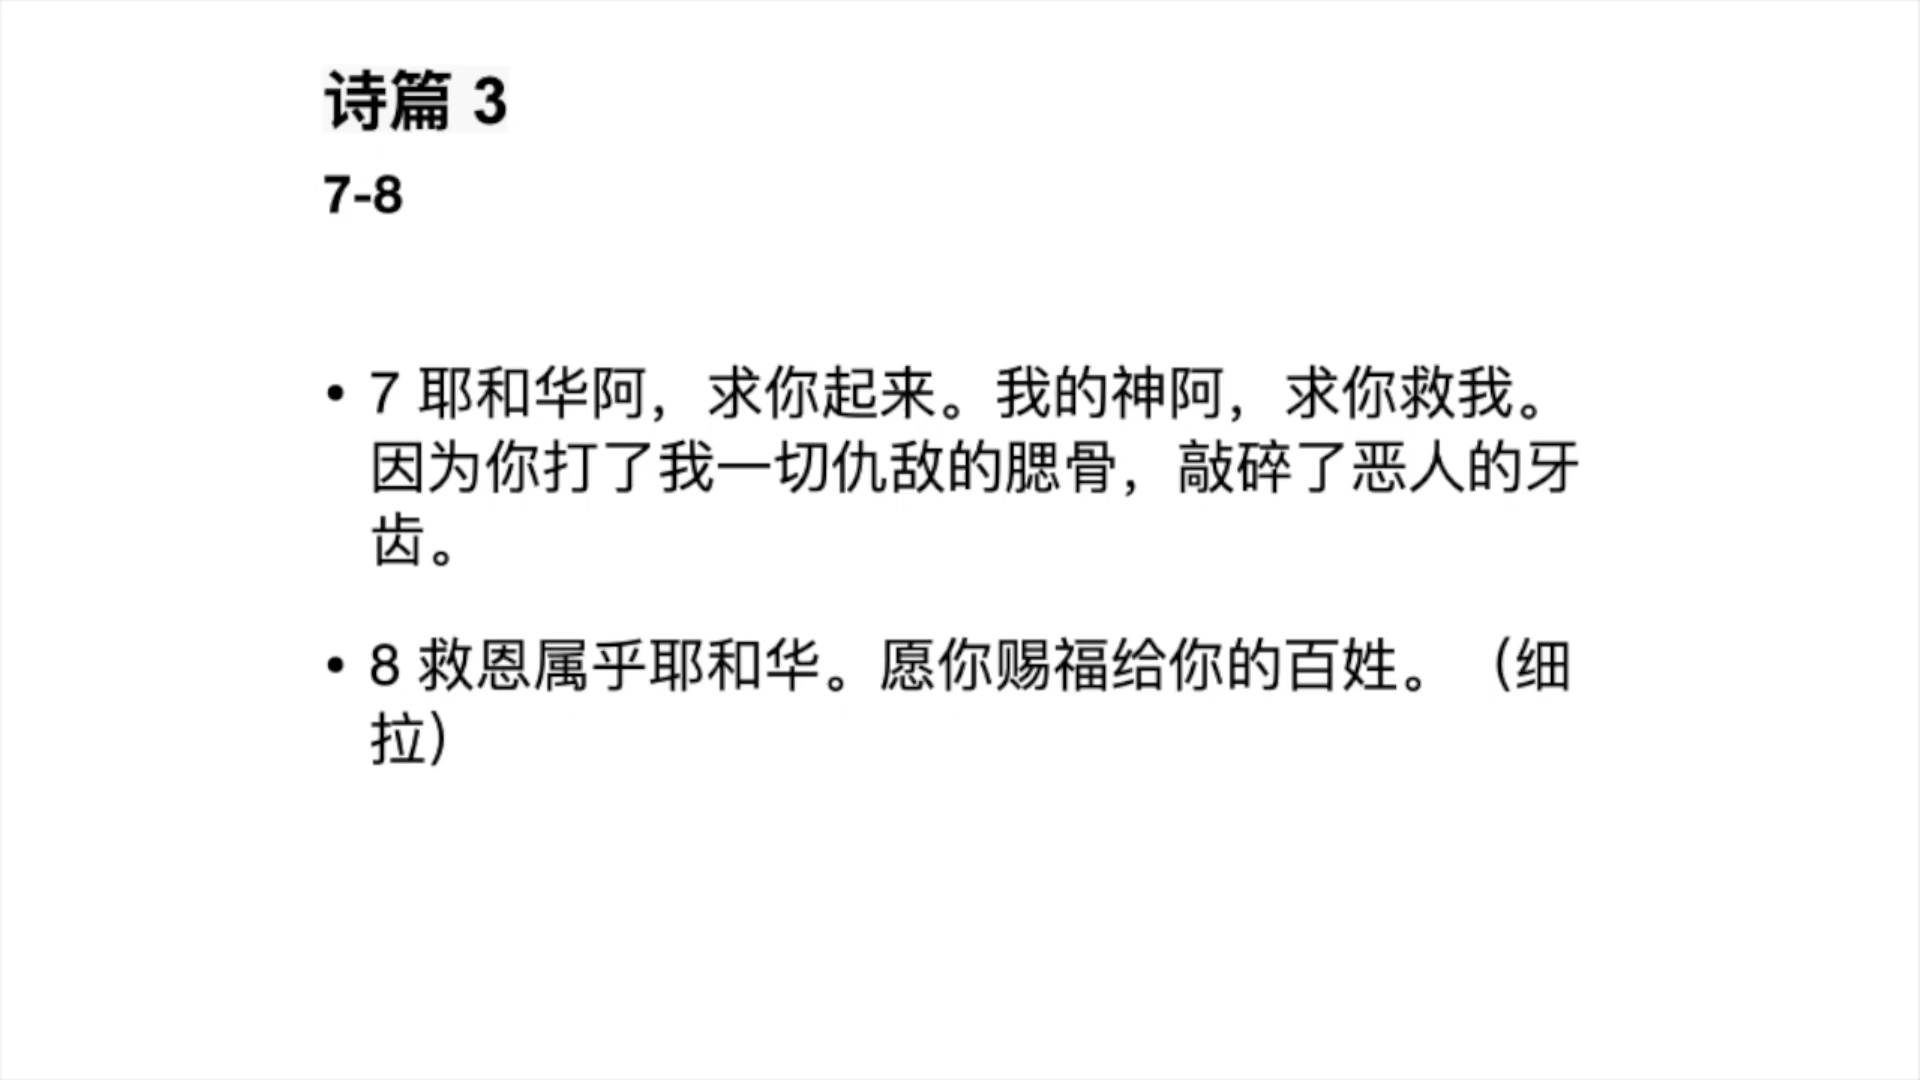 诗篇 3
7-8
• 7 耶和华阿，求你起来。我的神阿，求你救我。
因为你打了我一切仇敌的腮骨，敲碎了恶人的牙
齿。
• 8 救恩属乎耶和华。愿你赐福给你的百姓。（细
拉）